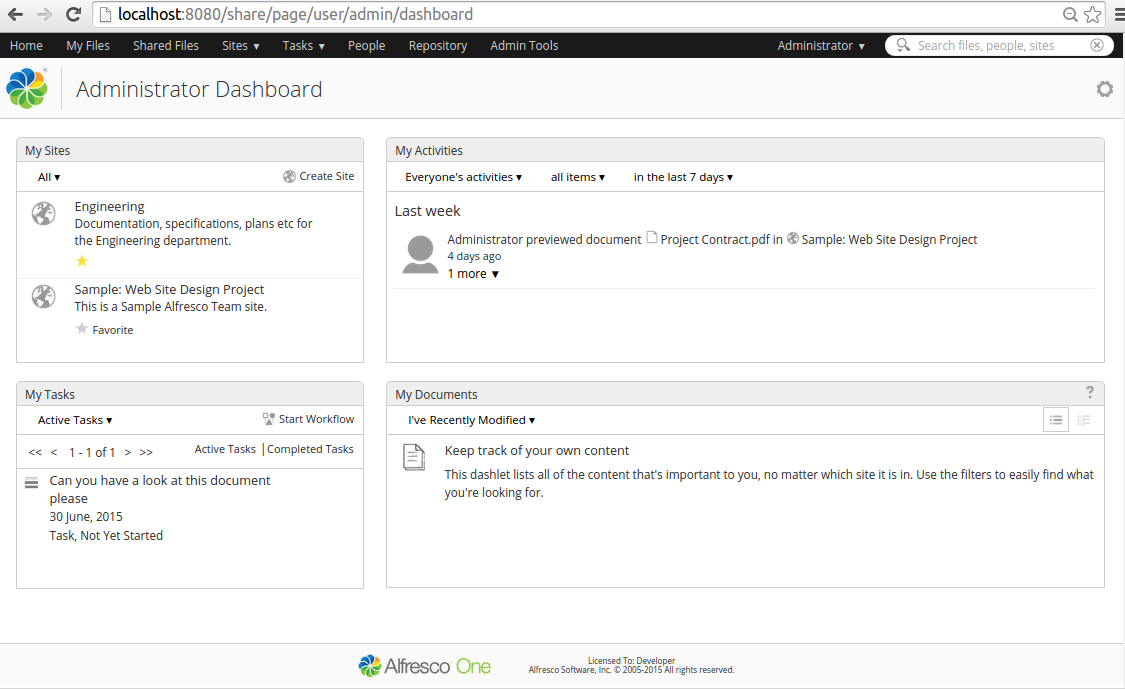 localhost:8080/share/page/user/admin/dashboard
Home My Files Shared Files Sites ▾ Tasks ▾ People Repository Admin Tools Administrator ▾ Search files, people, sites
Administrator Dashboard
My Sites
All ▾ Create Site
Engineering
Documentation, specifications, plans etc for
the Engineering department.
Sample: Web Site Design Project
This is a Sample Alfresco Team site.
Favorite
My Activities
Everyone's activities ▾ all items ▾ in the last 7 days ▾
Last week
Administrator previewed document Project Contract.pdf in Sample: Web Site Design Project
4 days ago
1 more ▼
My Tasks
Active Tasks ▾ Start Workflow
<< < 1 - 1 of 1 > >> Active Tasks | Completed Tasks
Can you have a look at this document
please
30 June, 2015
Task, Not Yet Started
My Documents ?
I've Recently Modified ▾
Keep track of your own content
This dashlet lists all of the content that's important to you, no matter which site it is in. Use the filters to easily find what
you're looking for.
Alfresco One
Licensed To: Developer
Alfresco Software, Inc. © 2005-2015 All rights reserved.